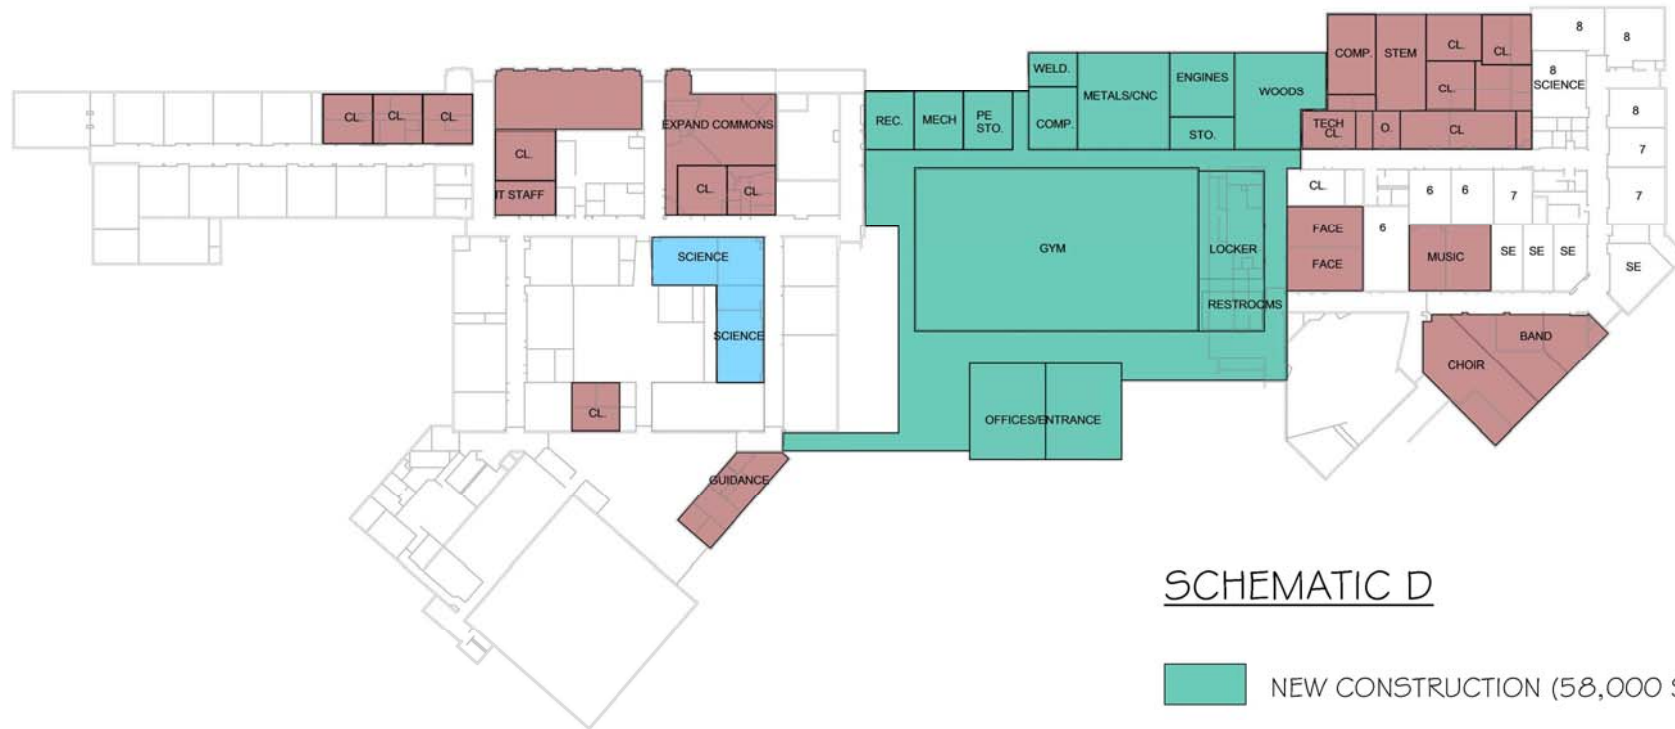 8
8
COMP.
STEM
CL.
CL.
WELD.
ENGINES
8
SCIENCE
METALS/CNC
WOODS
CL.
CL
CL.
CL
EXPAND COMMONS
REC.
MECH
PE
STO.
COMP.
STO.
TECH
CL.
O.
CL
8
7
CL.
IT STAFF
CL.
CL.
CL.
6
6
7
7
GYM
LOCKER
RESTROOMS
FACE
FACE
6
MUSIC
SE
SE
SE
SE
SCIENCE
SCIENCE
CL.
OFFICES/ENTRANCE
CHOIR
BAND
GUIDANCE
SCHEMATIC D
NEW CONSTRUCTION (58,000